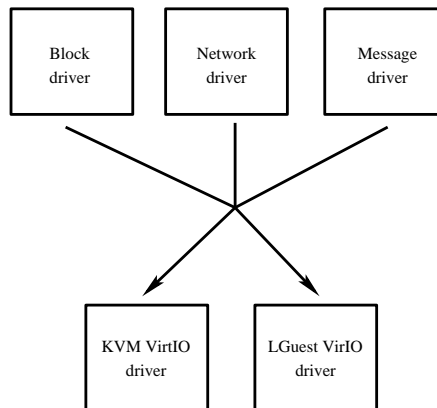 Block
driver
Network
driver
Message
driver
KVM VirtIO
driver
LGuest VirIO
driver